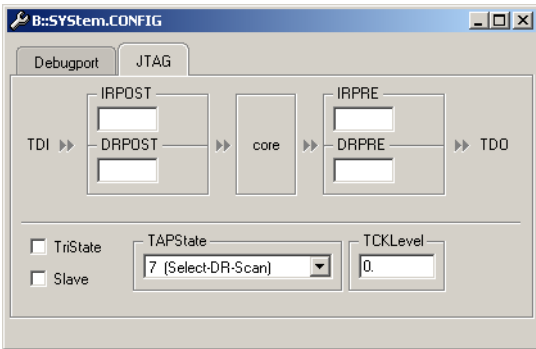 B::SYStem.CONFIG
Debugport JTAG
IRPOST IRPRE
TDI DRPOST core DRPRE TDO
TriState TAPState TCKLevel
7 (Select-DR-Scan) 0.
Slave